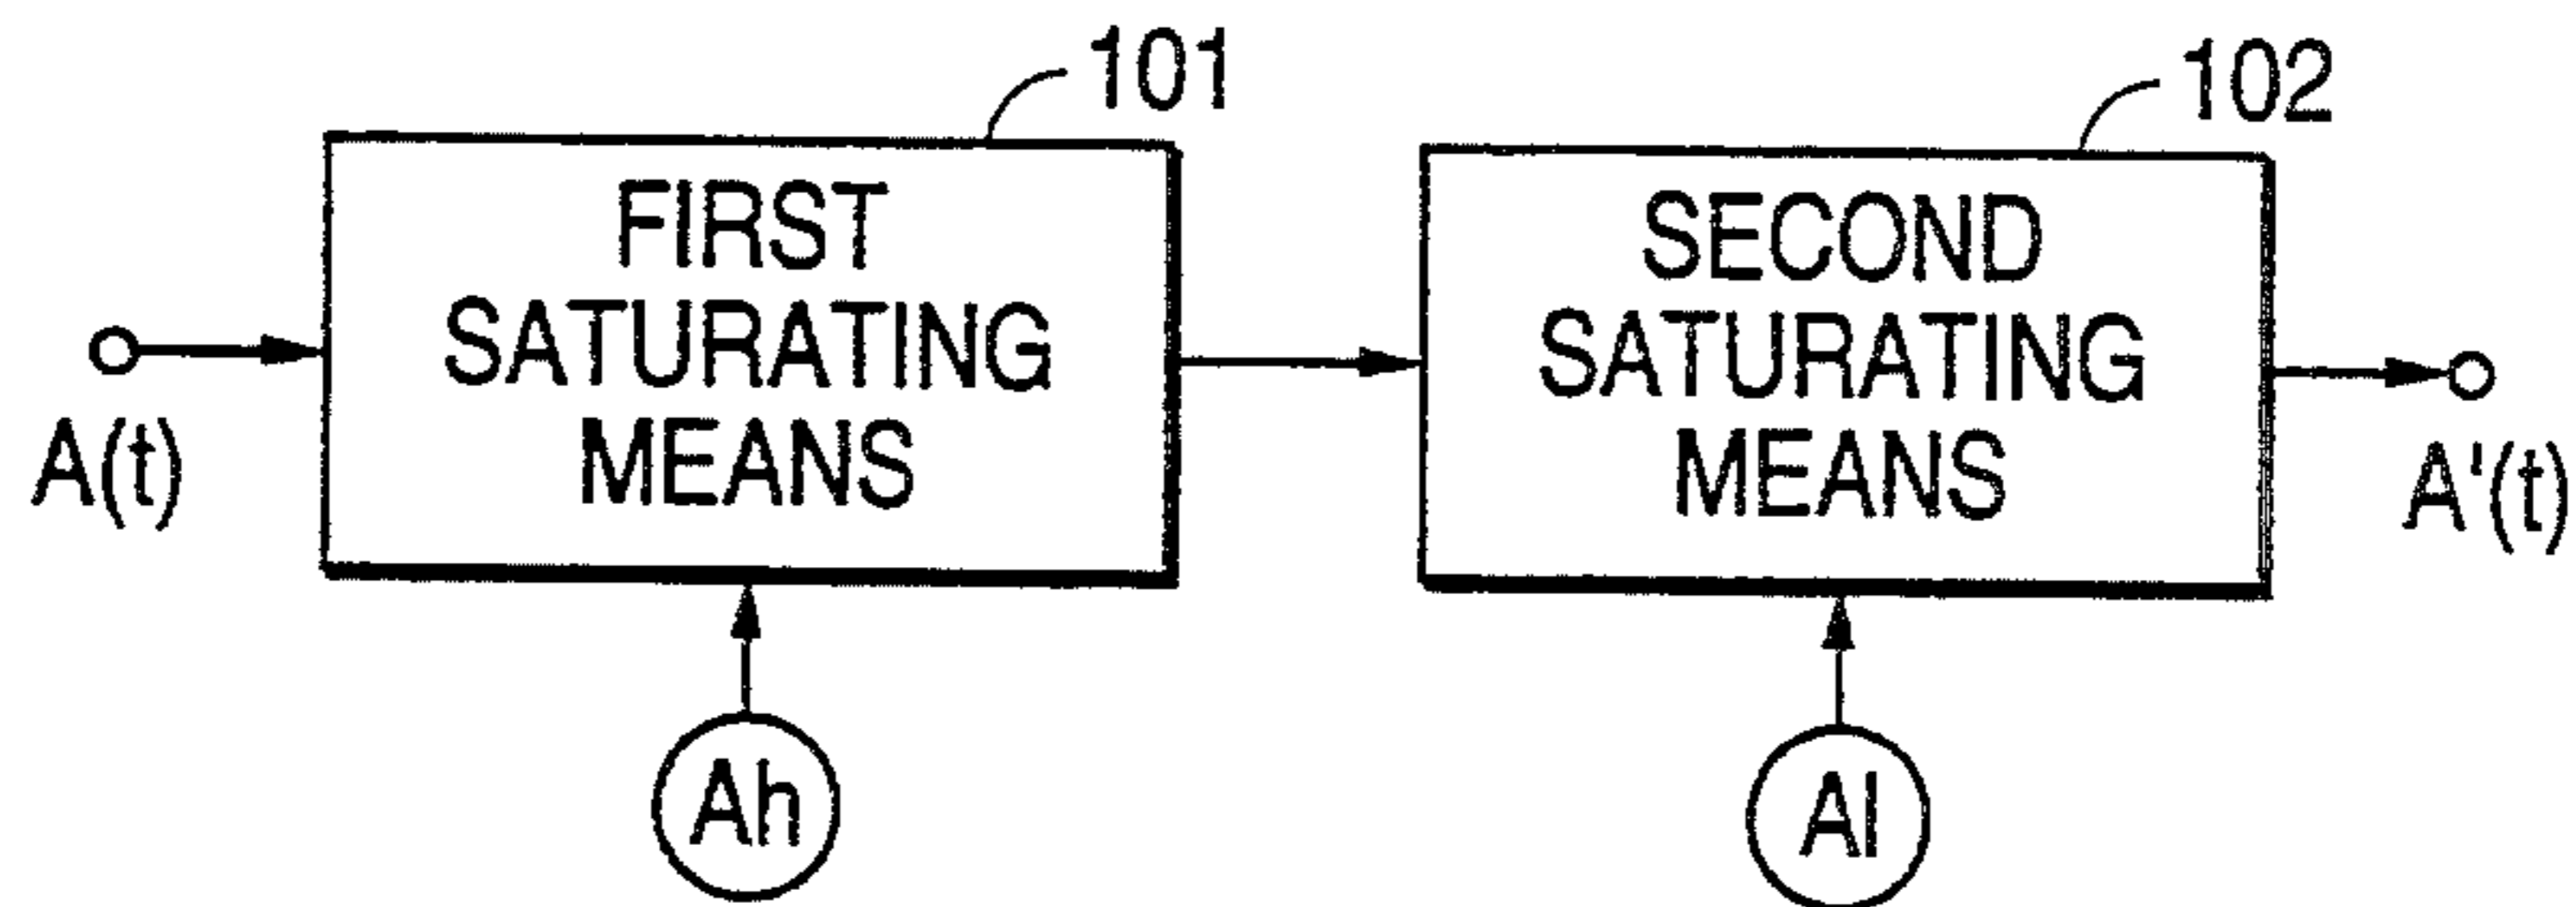 101
102
FIRST
SATURATING
MEANS
SECOND
SATURATING
MEANS
A(t)
A'(t)
Ah
Al